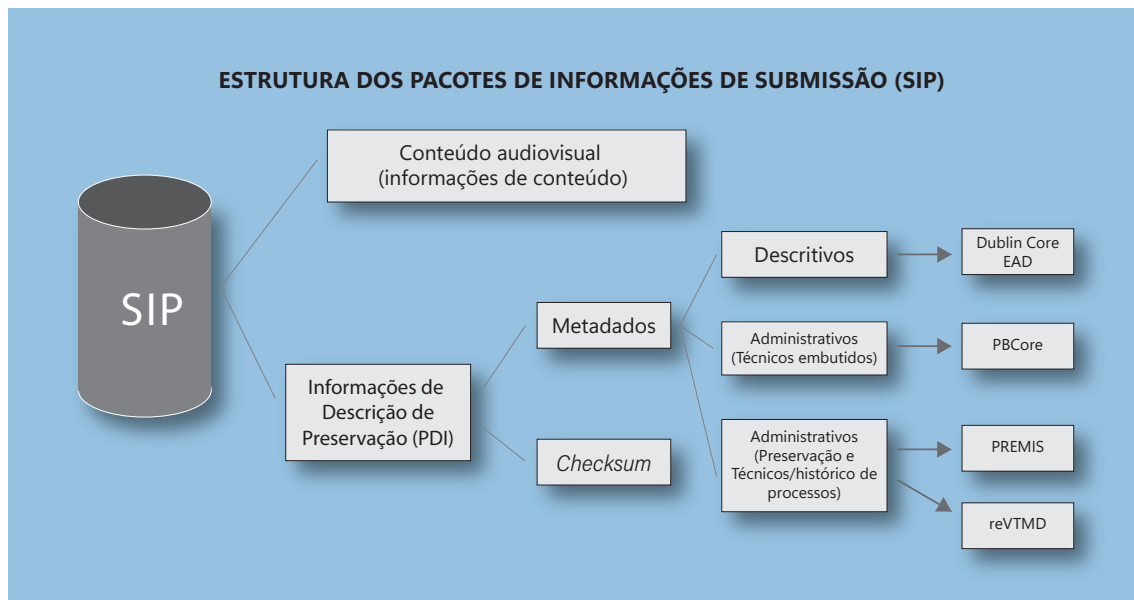 ESTRUTURA DOS PACOTES DE INFORMAÇÕES DE SUBMISSÃO (SIP)
SIP
Conteúdo audiovisual
(informações de conteúdo)
Informações de
Descrição de
Preservação (PDI)
Metadados
Checksum
Descritivos
Dublin Core
EAD
Administrativos
(Técnicos embutidos)
PBCore
Administrativos
(Preservação e
Técnicos/histórico de
processos)
PREMIS
reVTMD